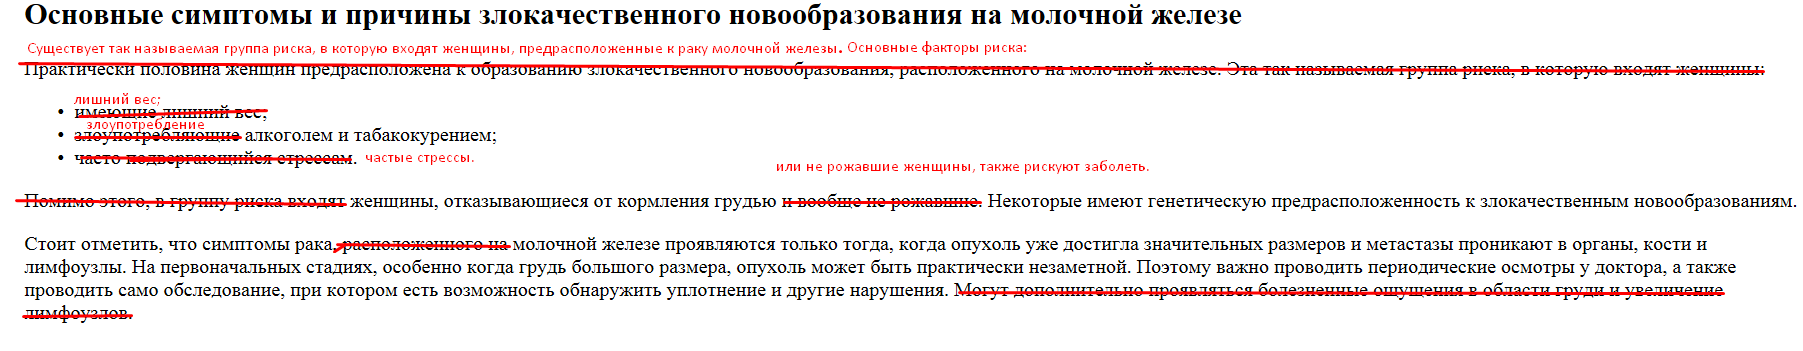 Основные симптомы и причины злокачественного новообразования на молочной железе
Существует так называемая группа риска, в которую входят женщины, предрасположенные к раку молочной железы. Основные факторы риска:
Практически половина женщин предрасположена к образованию злокачественного новообразования, расположенного на молочной железе. Эта так называемая группа риска, в которую входят женщины:
лишний вес;
• имеющие лишний вес;
злоупотребление
• злоупотребляющие алкоголем и табакокурением;
• часто подвергающийся стрессам. частые стрессы.
или не рожавшие женщины, также рискуют заболеть.
Помимо этого, в группу риска входят женщины, отказывающиеся от кормления грудью и вообще не рожавшие. Некоторые имеют генетическую предрасположенность к злокачественным новообразованиям.
Стоит отметить, что симптомы рака, расположенного на молочной железе проявляются только тогда, когда опухоль уже достигла значительных размеров и метастазы проникают в органы, кости и
лимфоузлы. На первоначальных стадиях, особенно когда грудь большого размера, опухоль может быть практически незаметной. Поэтому важно проводить периодические осмотры у доктора, а также
проводить само обследование, при котором есть возможность обнаружить уплотнение и другие нарушения. Могут дополнительно проявляться болезненные ощущения в области груди и увеличение
лимфоузлов.